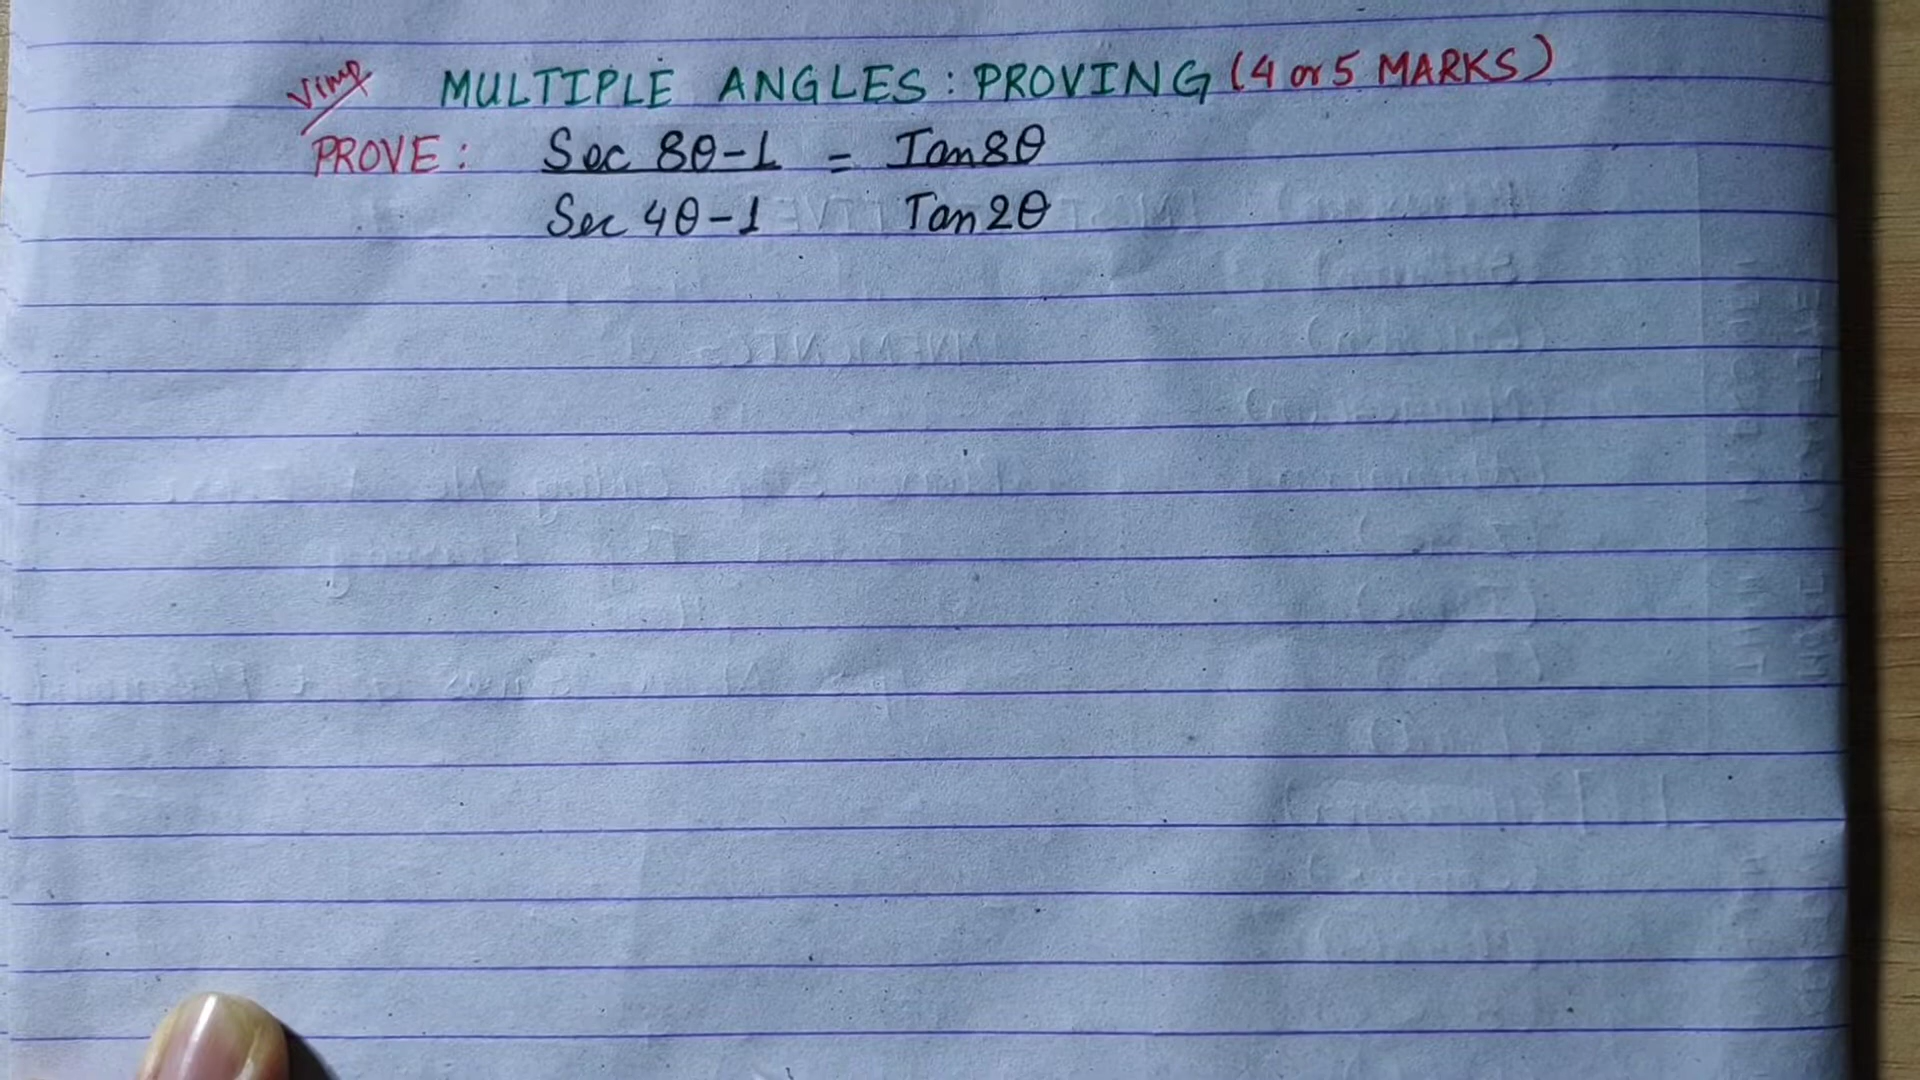 Vimp MULTIPLE ANGLES : PROVING (4 or 5 MARKS)
PROVE : Sec 8θ-1 = Tan8θ
Sec 4θ-1 Tan2θ